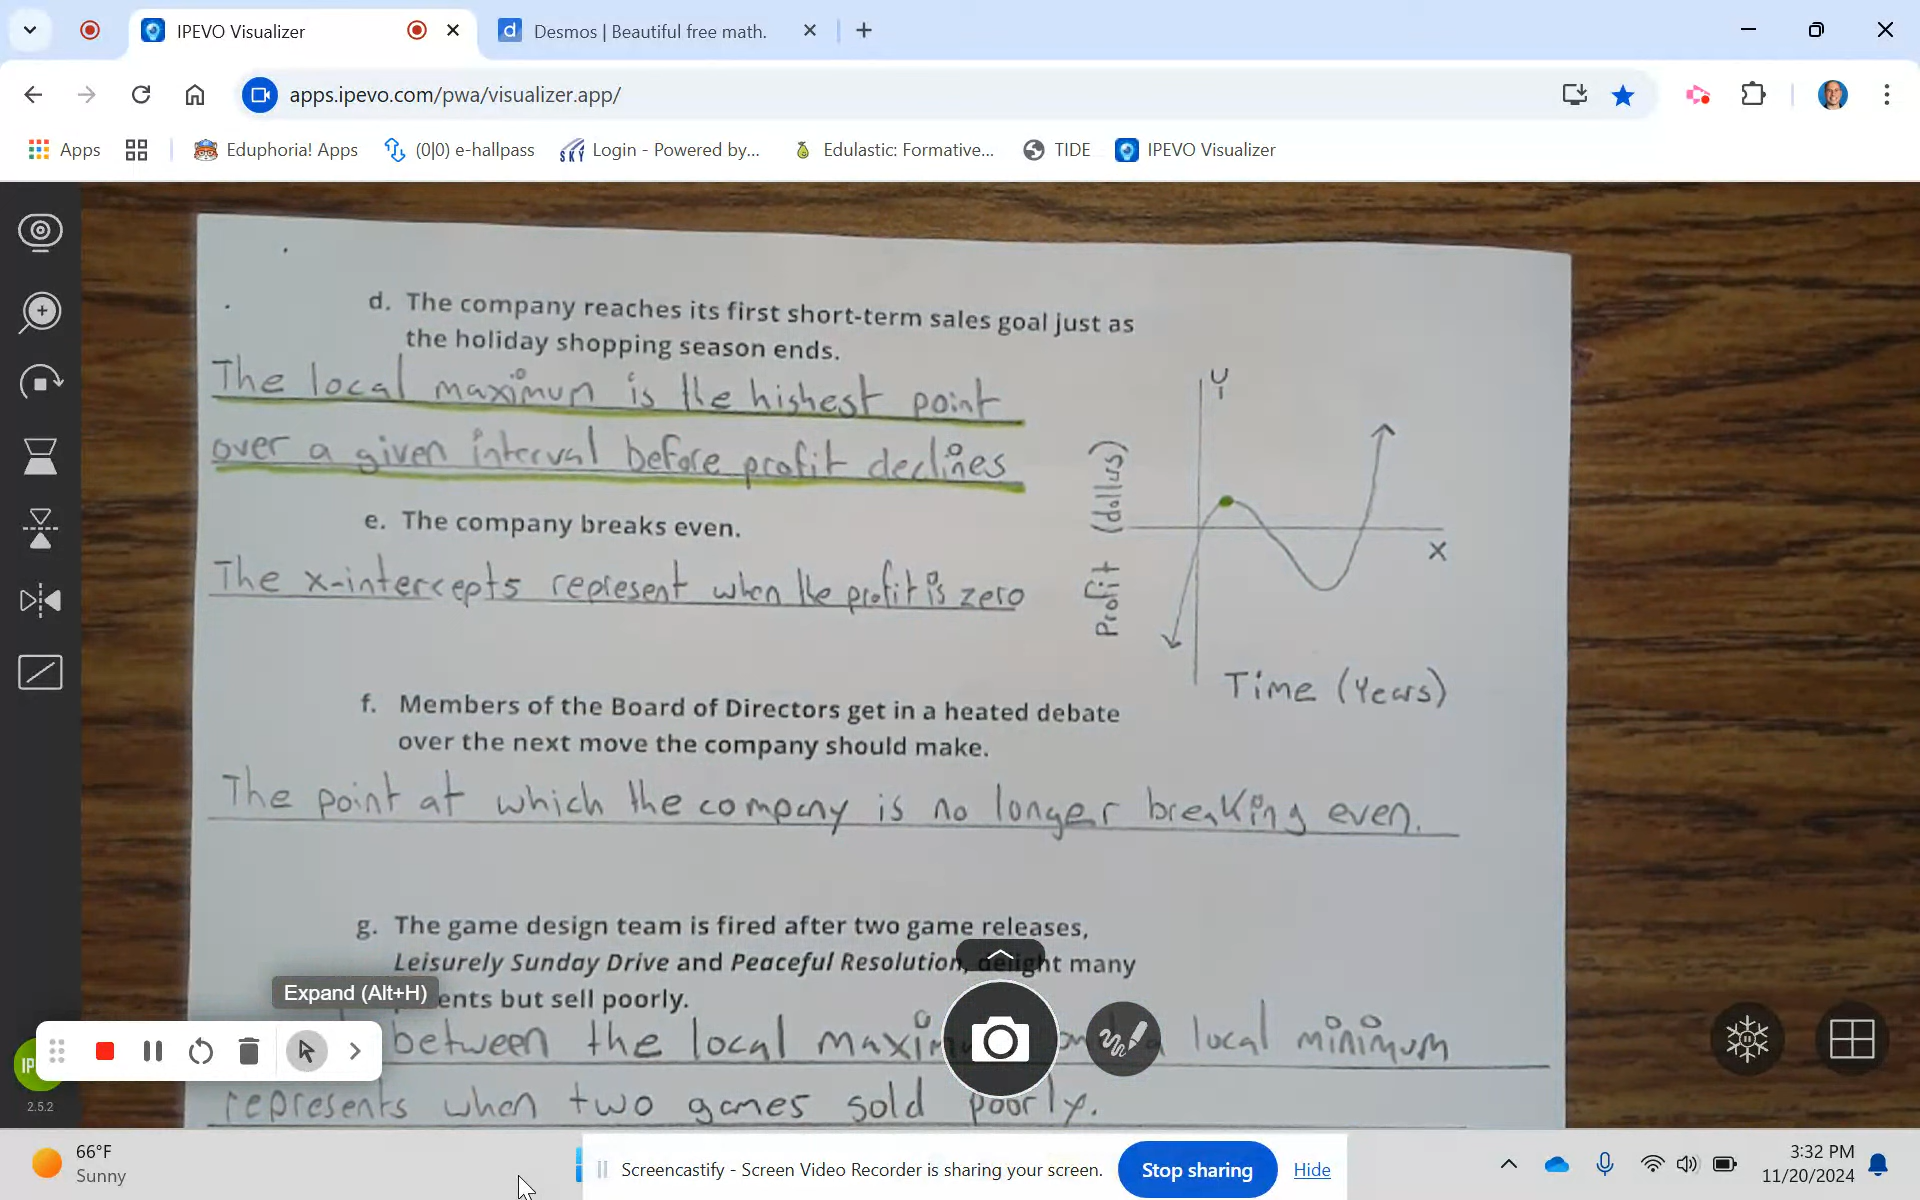 IPEVO Visualizer
Desmos | Beautiful free math.
apps.ipevo.com/pwa/visualizer.app/
Apps
Eduphoria! Apps
(0|0) e-hallpass
Login - Powered by...
Edulastic: Formative...
TIDE
IPEVO Visualizer
d. The company reaches its first short-term sales goal just as
the holiday shopping season ends.
The local maximum is the highest point
over a given interval before profit declines
e. The company breaks even.
The x-intercepts represent when the profit is zero
Y
X
Profit (dollars)
Time (Years)
f. Members of the Board of Directors get in a heated debate
over the next move the company should make.
The point at which the company is no longer breaking even.
g. The game design team is fired after two game releases,
Leisurely Sunday Drive and Peaceful Resolution, delight many
but sell poorly.
between the local local minimum
represents when two games sold poorly.
Expand (Alt+H)
2.5.2
66°F
Sunny
Screencastify - Screen Video Recorder is sharing your screen.
Stop sharing
Hide
3:32 PM
11/20/2024